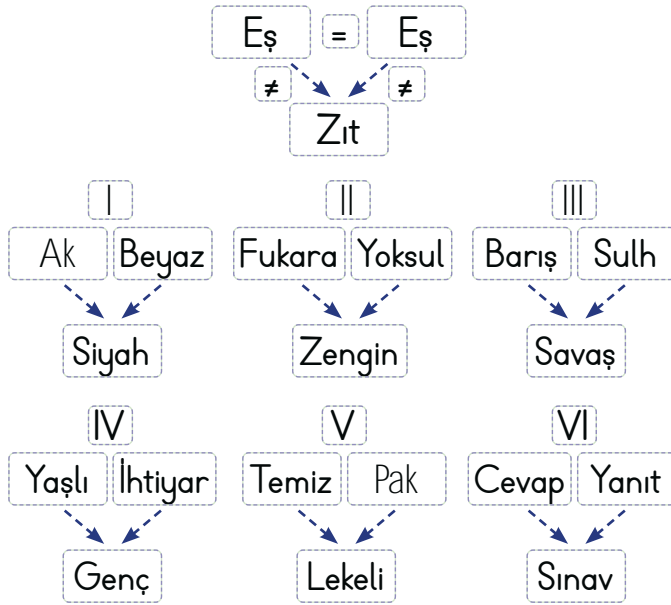 Eş = Eş
≠ ≠
Zıt
I II III
Ak Beyaz Fukara Yoksul Barış Sulh
Siyah Zengin Savaş
IV V VI
Yaşlı İhtiyar Temiz Pak Cevap Yanıt
Genç Lekeli Sınav